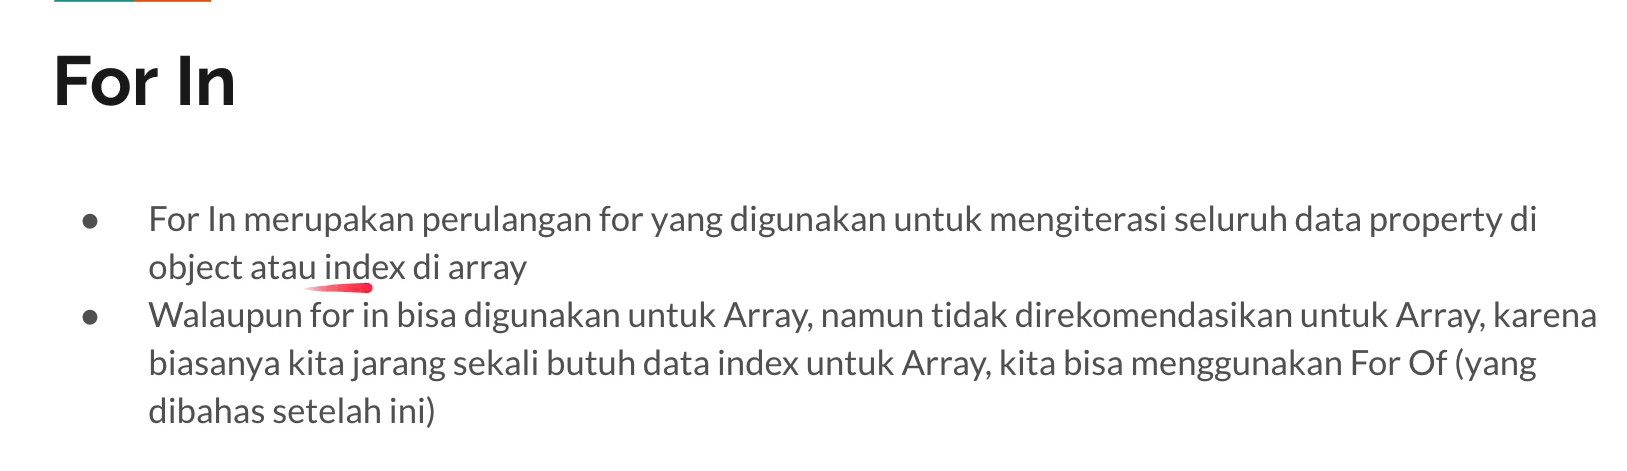 For In
● For In merupakan perulangan for yang digunakan untuk mengiterasi seluruh data property di
object atau index di array
● Walaupun for in bisa digunakan untuk Array, namun tidak direkomendasikan untuk Array, karena
biasanya kita jarang sekali butuh data index untuk Array, kita bisa menggunakan For Of (yang
dibahas setelah ini)